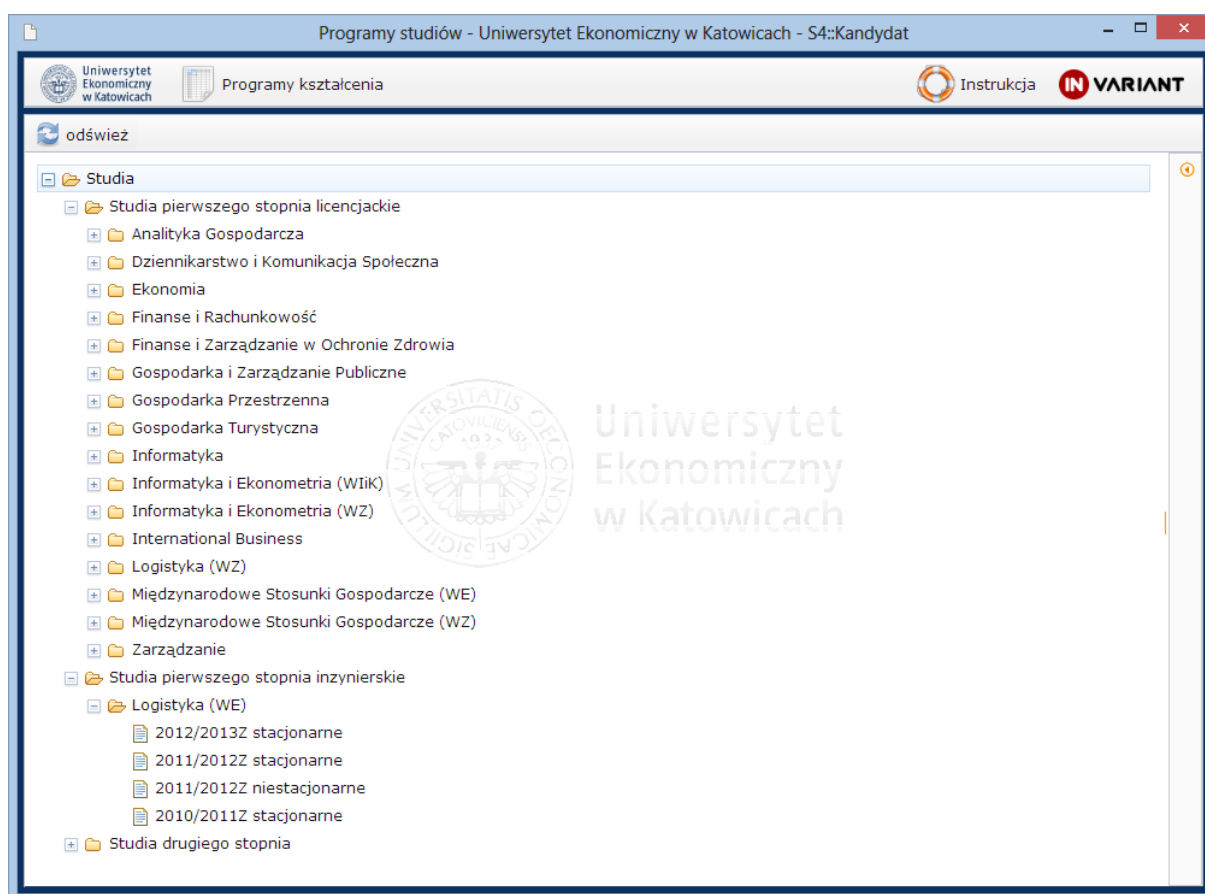 Programy studiów - Uniwersytet Ekonomiczny w Katowicach - S4::Kandydat
Uniwersytet
Ekonomiczny
w Katowicach
Programy kształcenia
Instrukcja
IN VARIANT
odśwież
Studia
Studia pierwszego stopnia licencjackie
Analityka Gospodarcza
Dziennikarstwo i Komunikacja Społeczna
Ekonomia
Finanse i Rachunkowość
Finanse i Zarządzanie w Ochronie Zdrowia
Gospodarka i Zarządzanie Publiczne
Gospodarka Przestrzenna
Gospodarka Turystyczna
Informatyka
Informatyka i Ekonometria (WIiK)
Informatyka i Ekonometria (WZ)
International Business
Logistyka (WZ)
Międzynarodowe Stosunki Gospodarcze (WE)
Międzynarodowe Stosunki Gospodarcze (WZ)
Zarządzanie
Studia pierwszego stopnia inzynierskie
Logistyka (WE)
2012/2013Z stacjonarne
2011/2012Z stacjonarne
2011/2012Z niestacjonarne
2010/2011Z stacjonarne
Studia drugiego stopnia
Uniwersytet
Ekonomiczny
w Katowicach